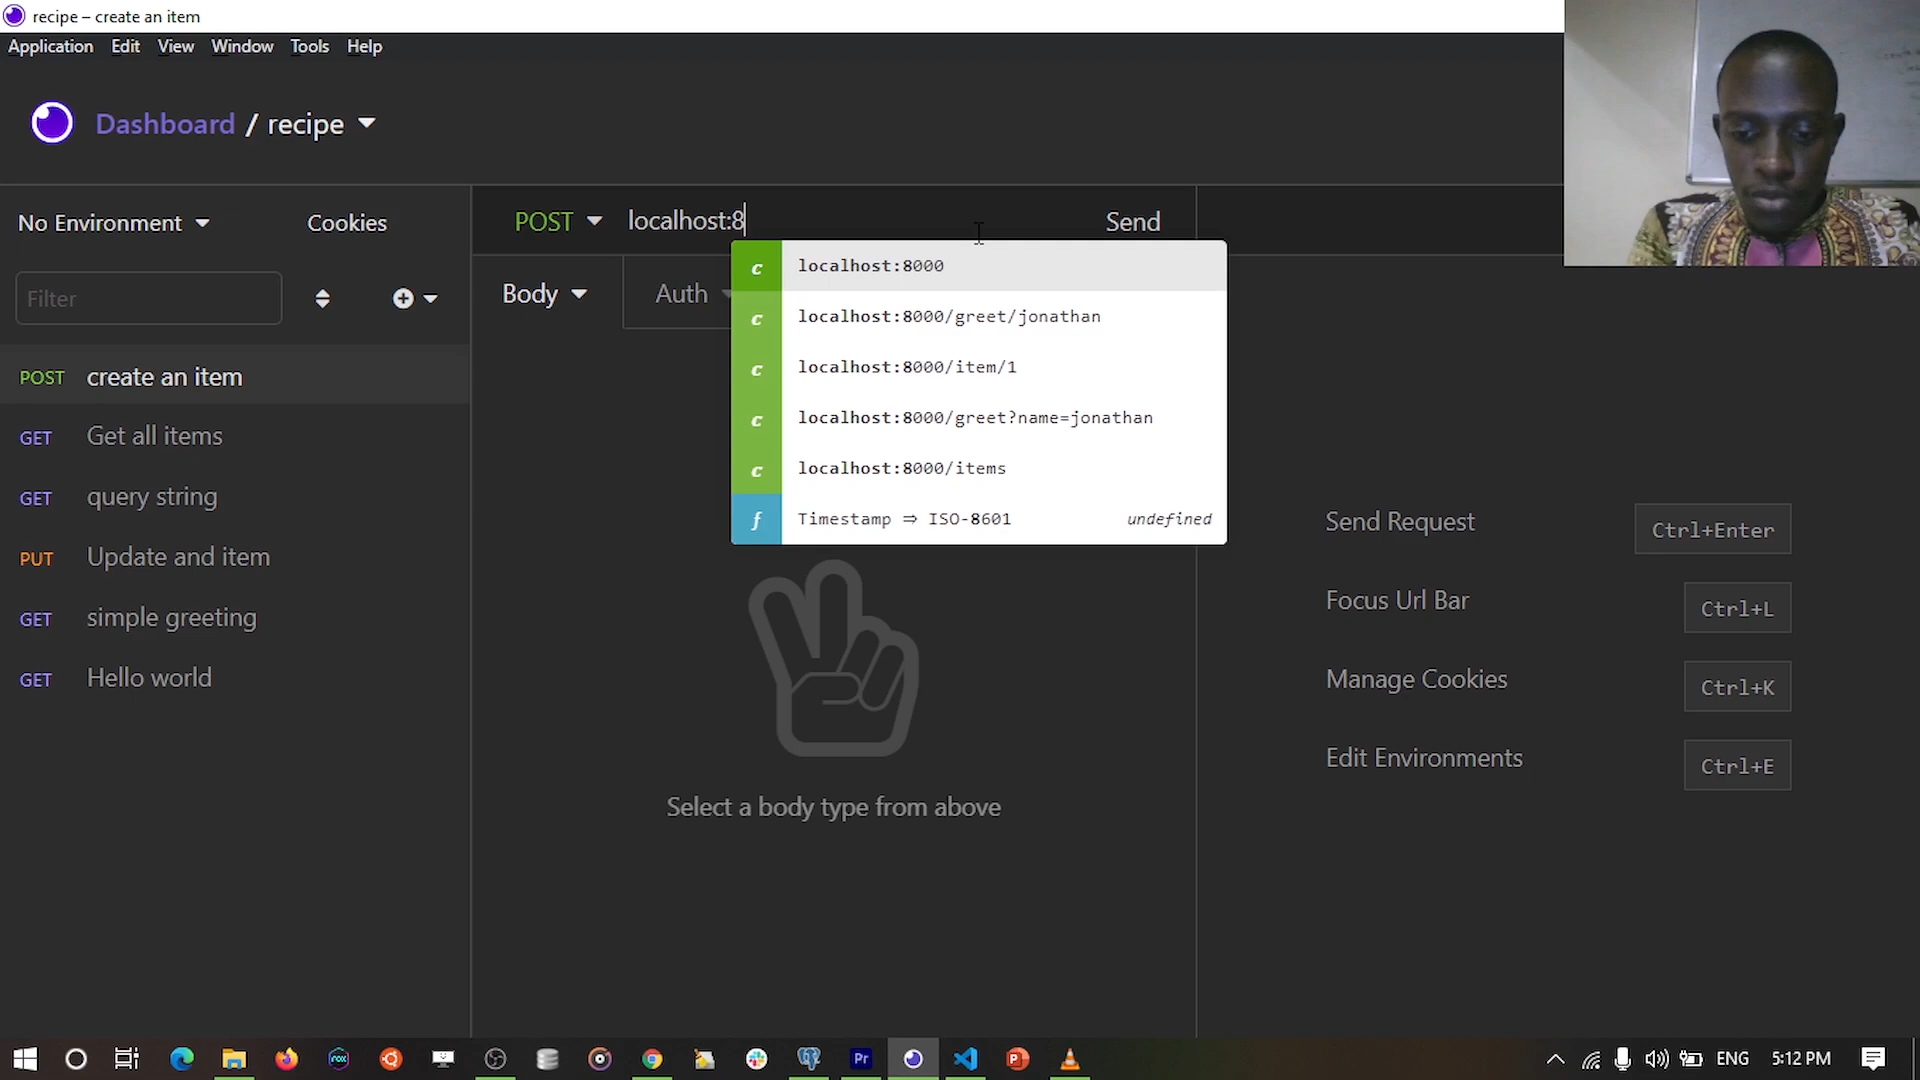 recipe – create an item
Application Edit View Window Tools Help
Dashboard / recipe
No Environment Cookies
POST localhost:8 Send
Filter
Body Auth
c localhost:8000
c localhost:8000/greet/jonathan
c localhost:8000/item/1
c localhost:8000/greet?name=jonathan
c localhost:8000/items
f Timestamp ⇒ ISO-8601 undefined
POST create an item
GET Get all items
GET query string
PUT Update and item
GET simple greeting
GET Hello world
Select a body type from above
Send Request Ctrl+Enter
Focus Url Bar Ctrl+L
Manage Cookies Ctrl+K
Edit Environments Ctrl+E
nox Pr P ENG 5:12 PM